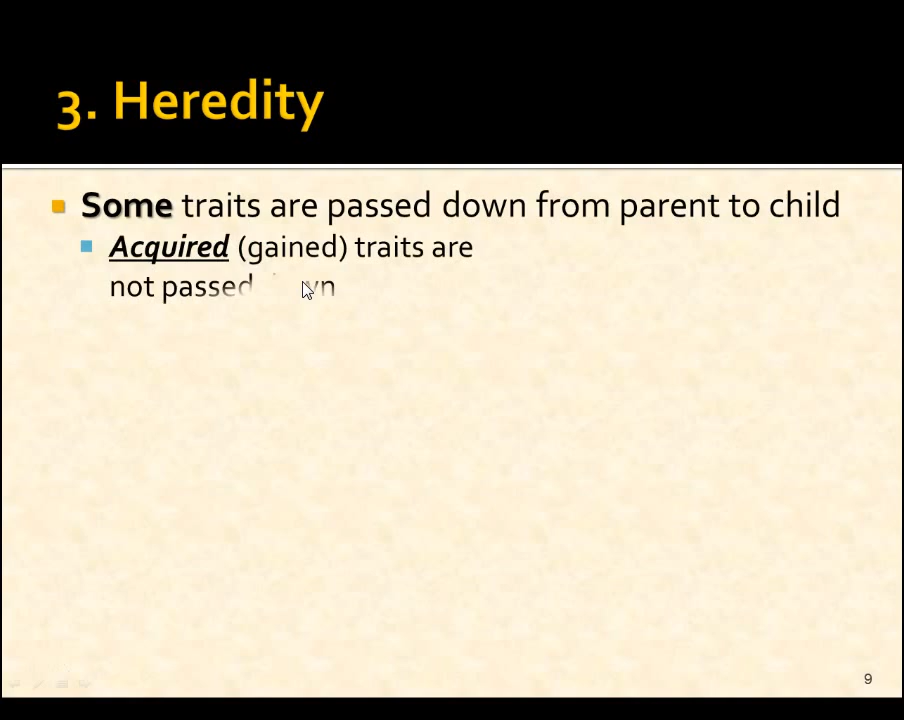 3. Heredity
Some traits are passed down from parent to child
Acquired (gained) traits are
not passed
9